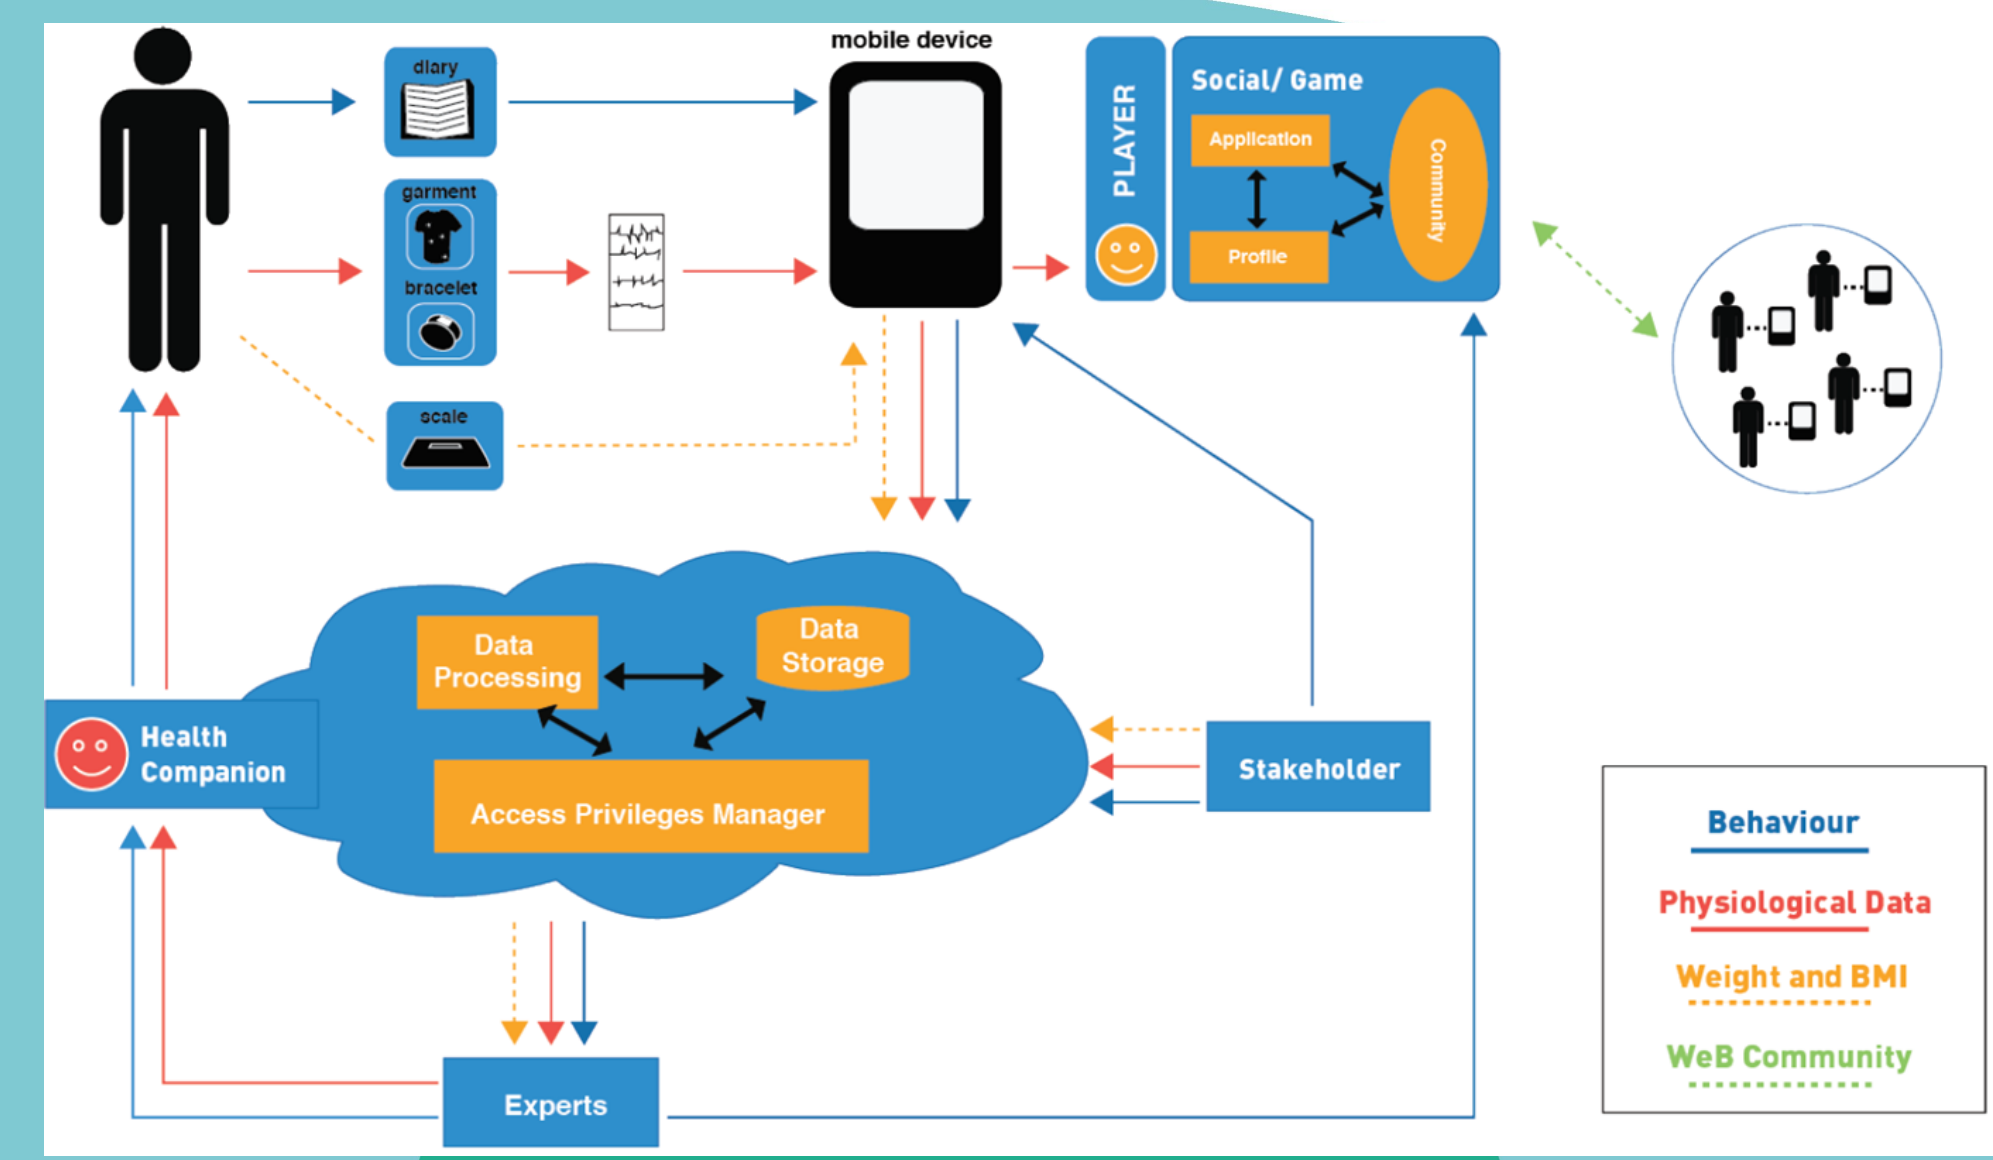 mobile device
diary
garment
bracelet
scale
PLAYER
Social/ Game
Application
Profile
Community
Data
Processing
Data
Storage
Access Privileges Manager
Health
Companion
Stakeholder
Experts
Behaviour
Physiological Data
Weight and BMI
WeB Community